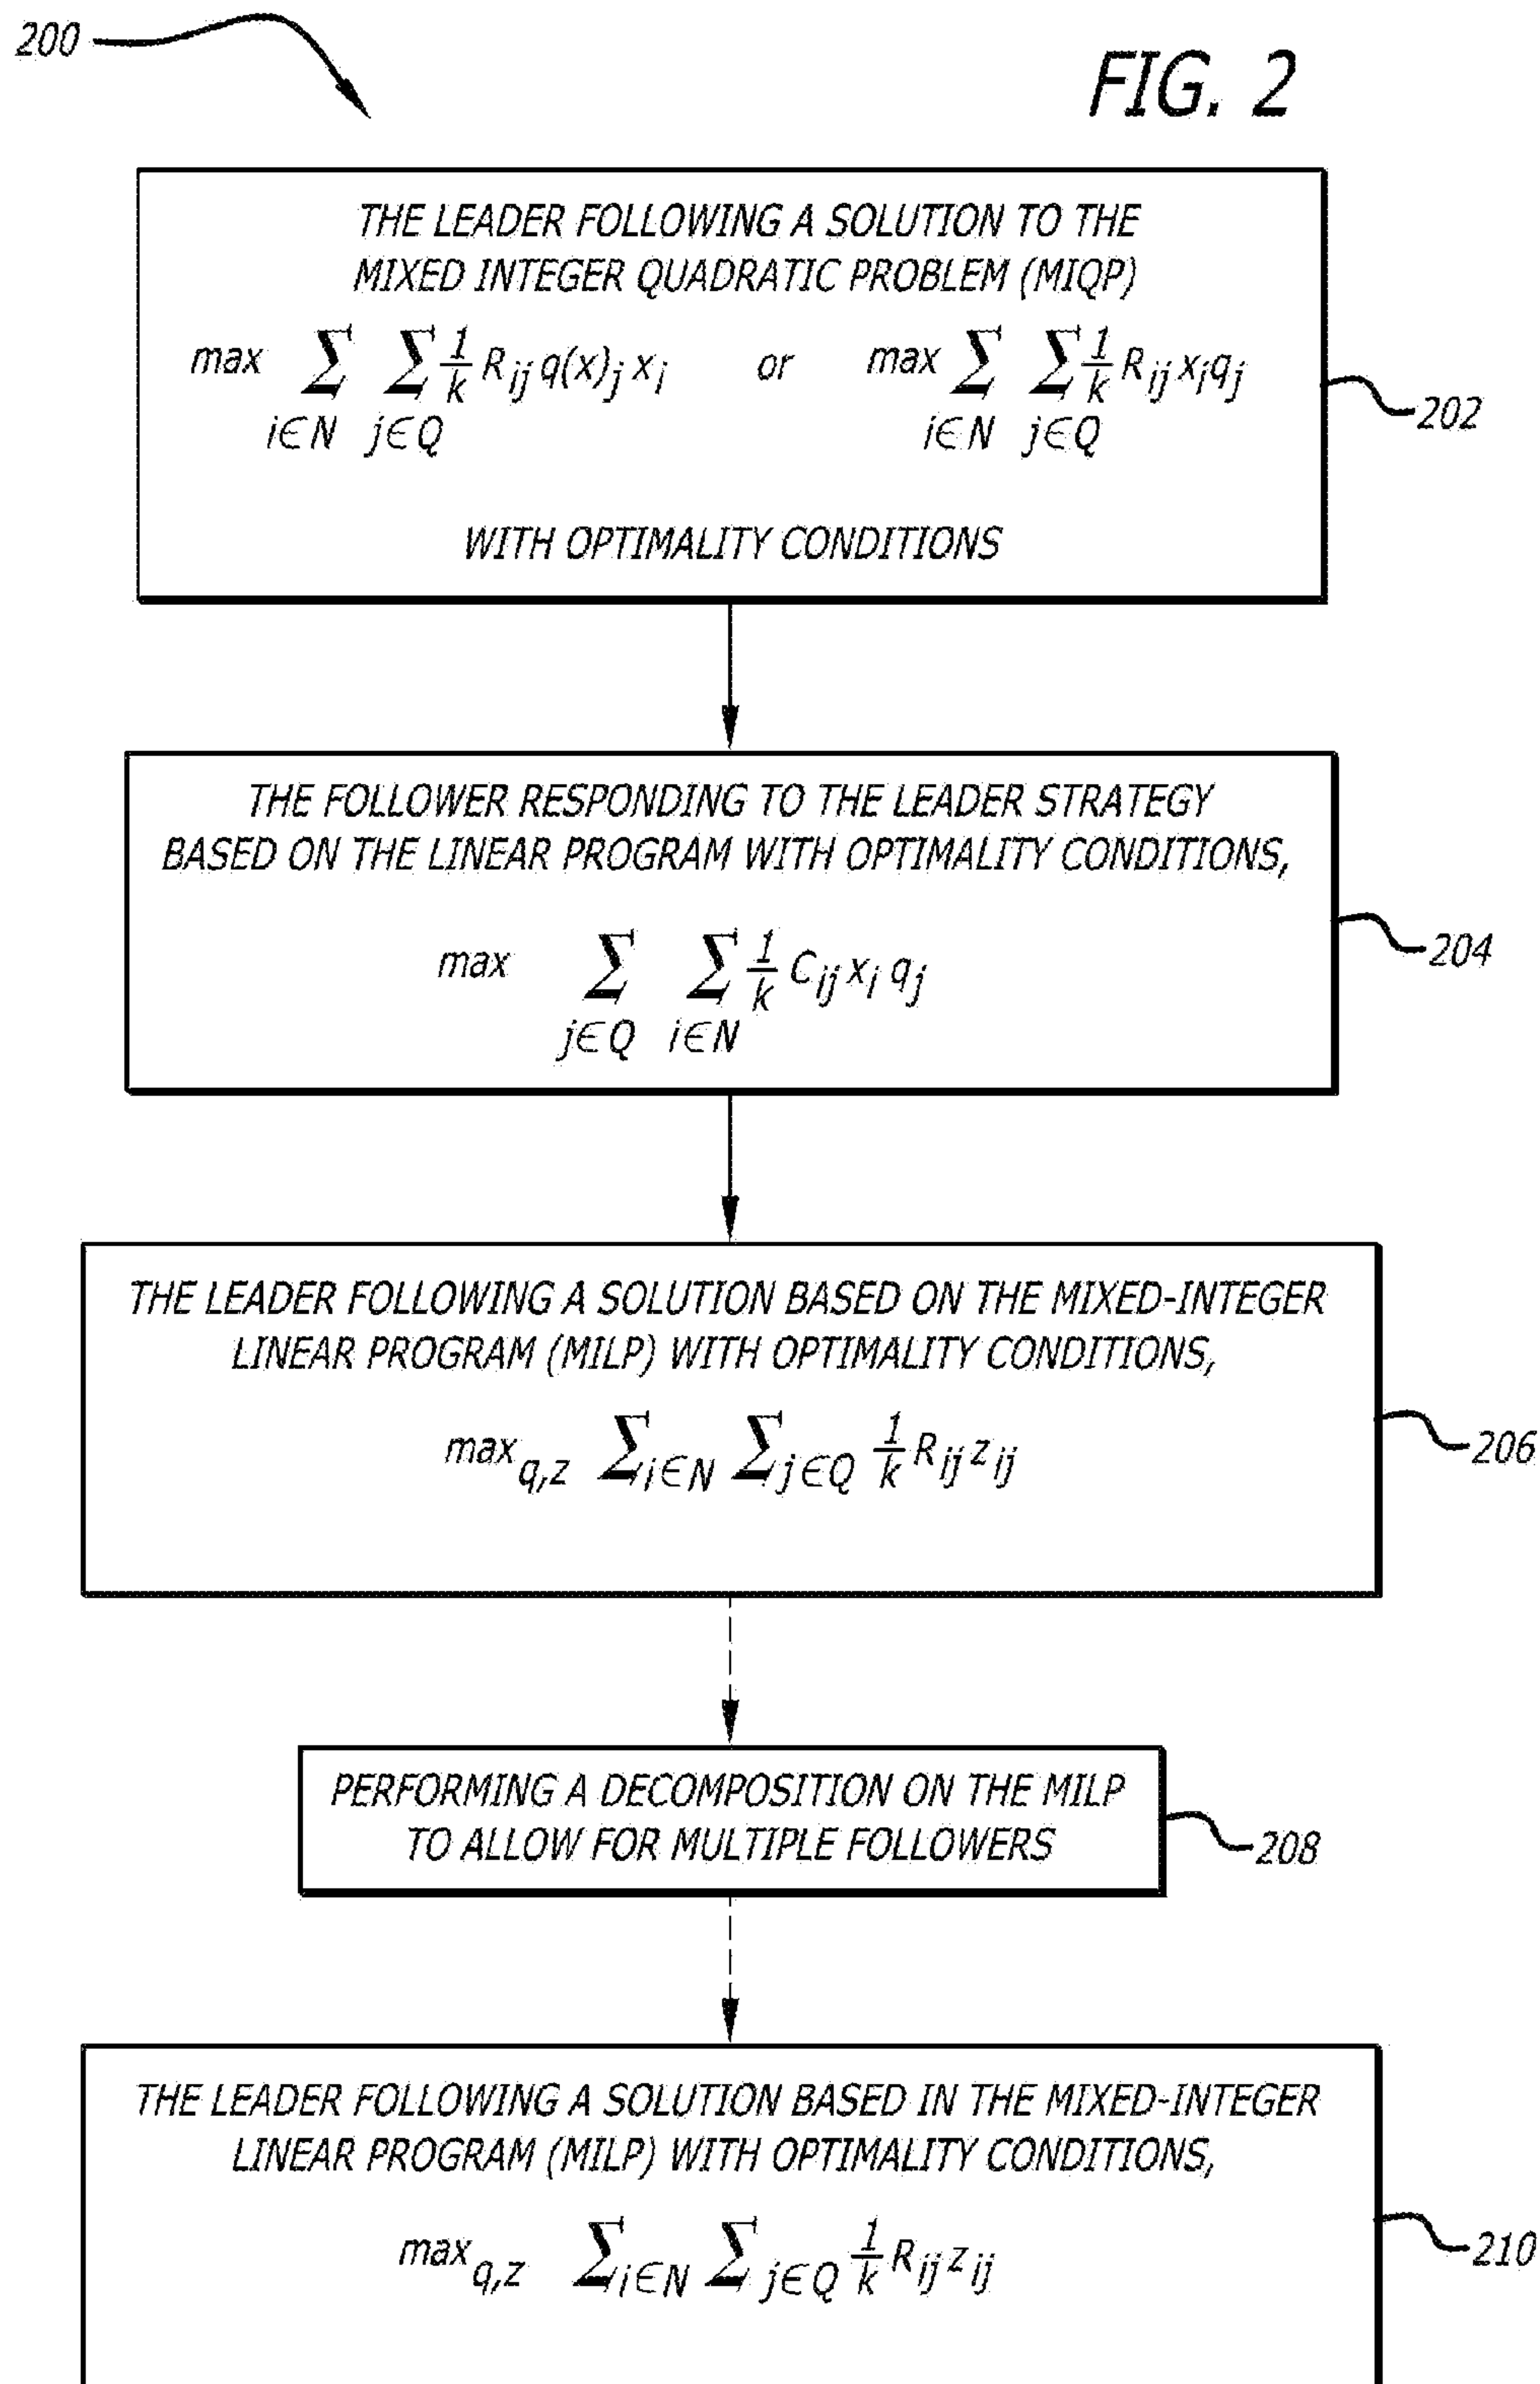 200
FIG. 2
THE LEADER FOLLOWING A SOLUTION TO THE
MIXED INTEGER QUADRATIC PROBLEM (MIQP)
max ∑ ∑ 1/k R_ij q(x)_j x_i or max ∑ ∑ 1/k R_ij x_i q_j
i∈N j∈Q i∈N j∈Q
202
WITH OPTIMALITY CONDITIONS
THE FOLLOWER RESPONDING TO THE LEADER STRATEGY
BASED ON THE LINEAR PROGRAM WITH OPTIMALITY CONDITIONS,
204
max ∑ ∑ 1/k C_ij x_i q_j
j∈Q i∈N
THE LEADER FOLLOWING A SOLUTION BASED ON THE MIXED-INTEGER
LINEAR PROGRAM (MILP) WITH OPTIMALITY CONDITIONS,
max_q,z ∑_i∈N ∑_j∈Q 1/k R_ij z_ij
206
PERFORMING A DECOMPOSITION ON THE MILP
TO ALLOW FOR MULTIPLE FOLLOWERS
208
THE LEADER FOLLOWING A SOLUTION BASED IN THE MIXED-INTEGER
LINEAR PROGRAM (MILP) WITH OPTIMALITY CONDITIONS,
max_q,z ∑_i∈N ∑_j∈Q 1/k R_ij z_ij
210